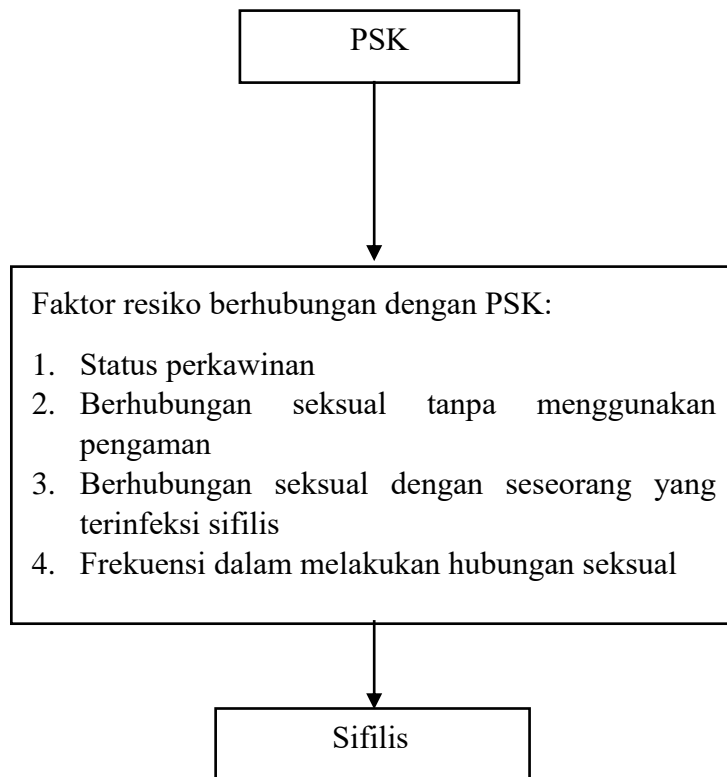 PSK
Faktor resiko berhubungan dengan PSK:
1. Status perkawinan
2. Berhubungan seksual tanpa menggunakan
pengaman
3. Berhubungan seksual dengan seseorang yang
terinfeksi sifilis
4. Frekuensi dalam melakukan hubungan seksual
Sifilis